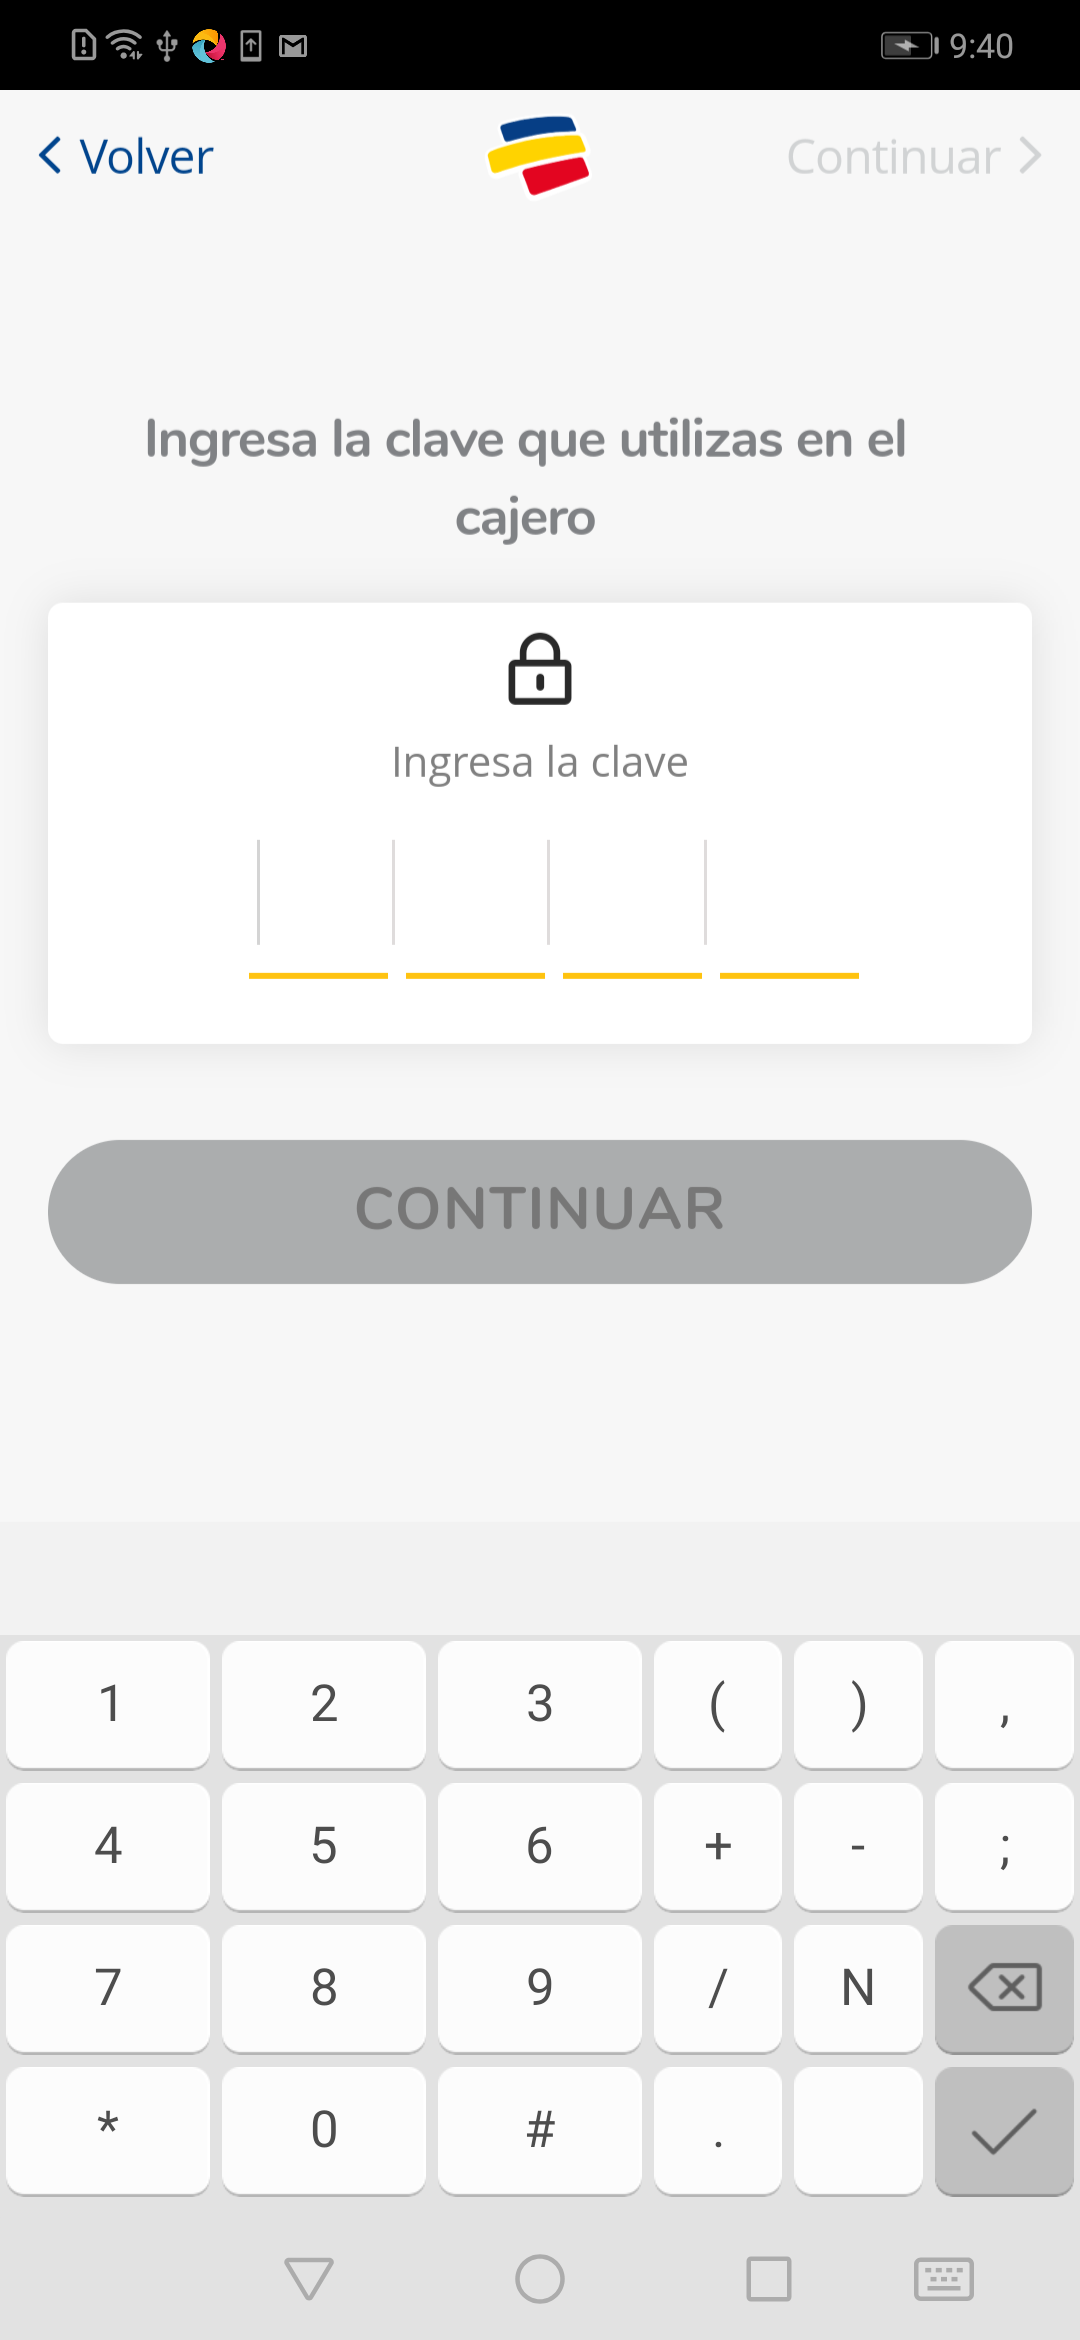 9:40
Volver
Continuar
Ingresa la clave que utilizas en el
cajero
Ingresa la clave
CONTINUAR
1 2 3 ( ) ,
4 5 6 + - ;
7 8 9 / N
* 0 # .